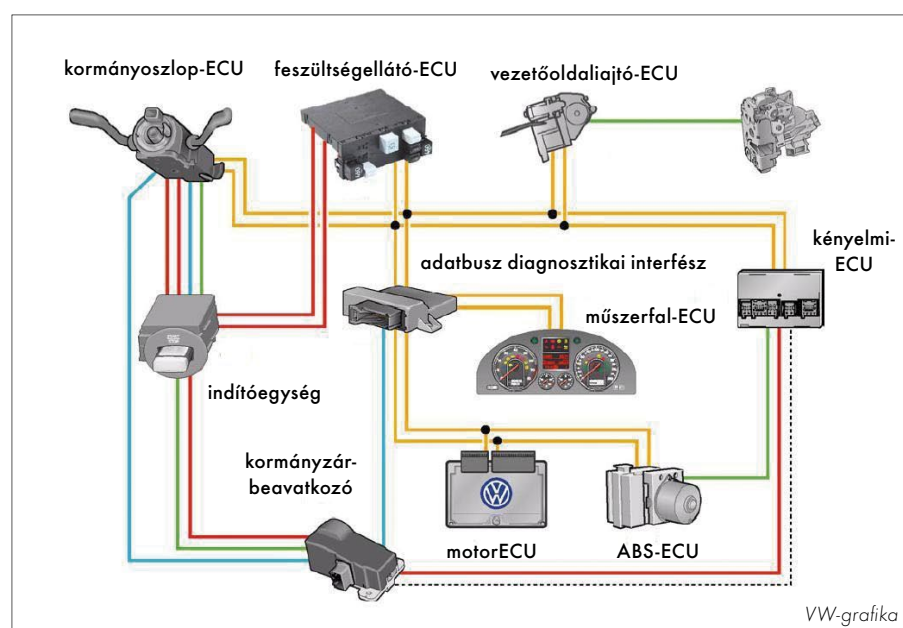 kormányoszlop-ECU
feszültségellátó-ECU
vezetőoldaliajtó-ECU
kényelmi-
ECU
adatbusz diagnosztikai interfész
műszerfal-ECU
indítóegység
kormányzár-
beavatkozó
motorECU
ABS-ECU
VW-grafika